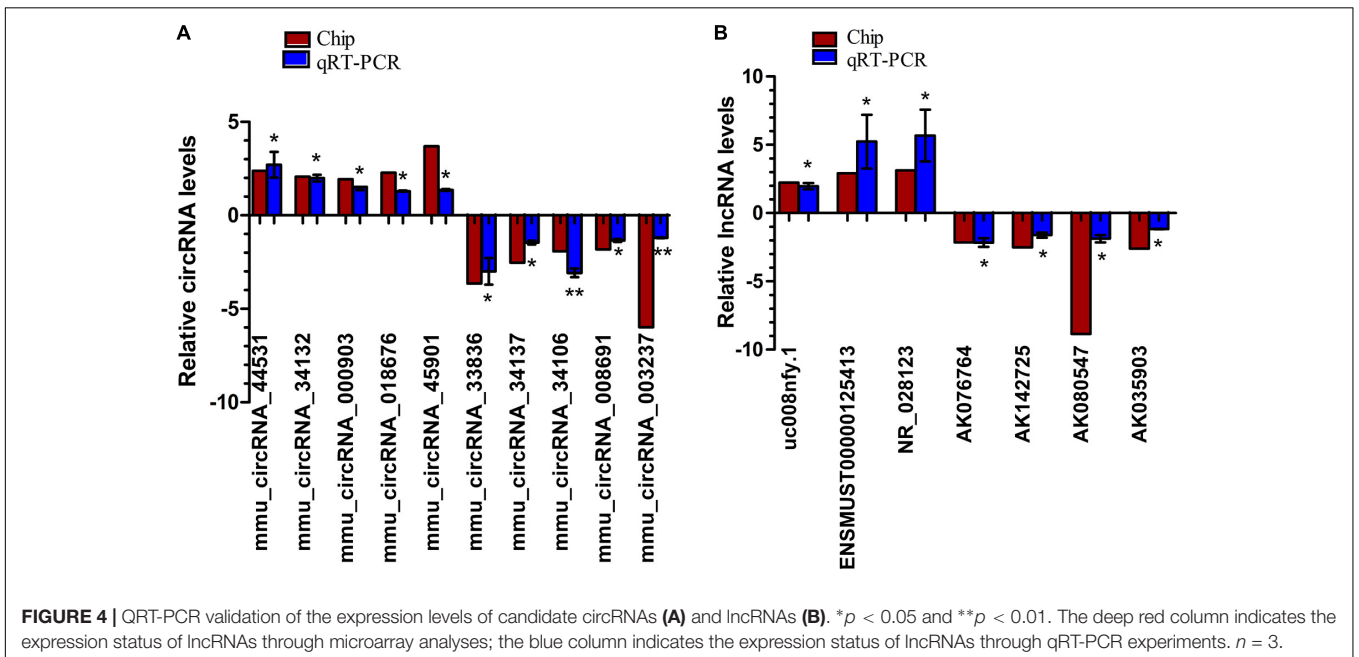 A
Chip
qRT-PCR
Relative circRNA levels
5
0
-5
-10
* * * * * * * ** * **
mmu_circRNA_44531
mmu_circRNA_34132
mmu_circRNA_000903
mmu_circRNA_018676
mmu_circRNA_45901
mmu_circRNA_33836
mmu_circRNA_34137
mmu_circRNA_34106
mmu_circRNA_008691
mmu_circRNA_003237
B
Chip
qRT-PCR
Relative lncRNA levels
10
5
0
-5
-10
* * * * * * *
uc008nfy.1
ENSMUST00000125413
NR_028123
AK076764
AK142725
AK080547
AK035903
FIGURE 4 | QRT-PCR validation of the expression levels of candidate circRNAs (A) and lncRNAs (B). *p < 0.05 and **p < 0.01. The deep red column indicates the
expression status of lncRNAs through microarray analyses; the blue column indicates the expression status of lncRNAs through qRT-PCR experiments. n = 3.